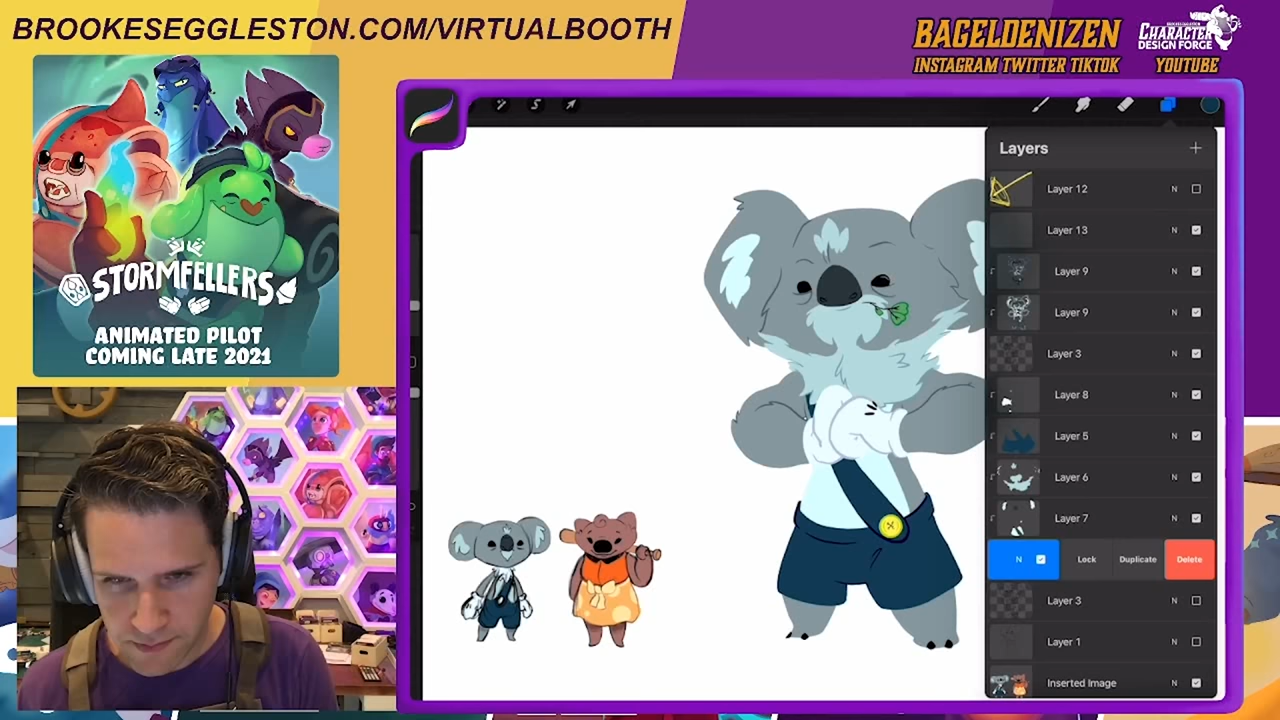 BROOKESEGGLESTON.COM/VIRTUALBOOTH
BAGELDENIZEN
INSTAGRAM TWITTER TIKTOK
CHARACTER
DESIGN FORGE
YOUTUBE
STORMFELLERS
ANIMATED PILOT
COMING LATE 2021
Layers +
Layer 12 N
Layer 13 N
Layer 9 N
Layer 9 N
Layer 3 N
Layer 8 N
Layer 5 N
Layer 6 N
Layer 7 N
N Lock Duplicate Delete
Layer 3 N
Layer 1 N
Inserted Image N